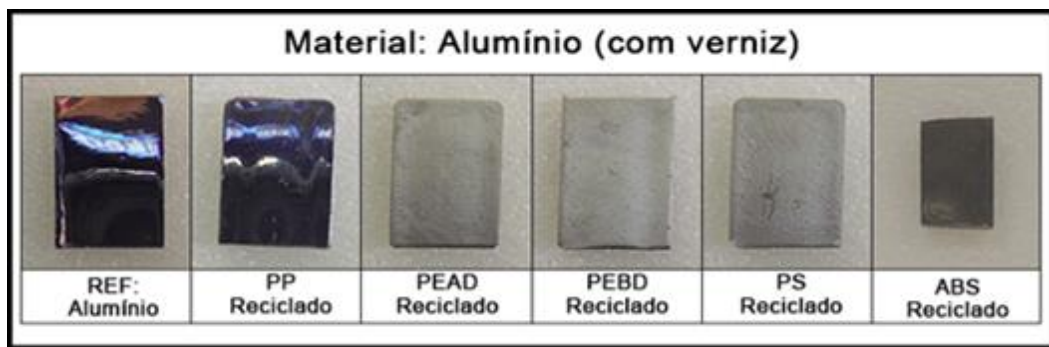 Material: Alumínio (com verniz)
REF:
Alumínio
PP
Reciclado
PEAD
Reciclado
PEBD
Reciclado
PS
Reciclado
ABS
Reciclado